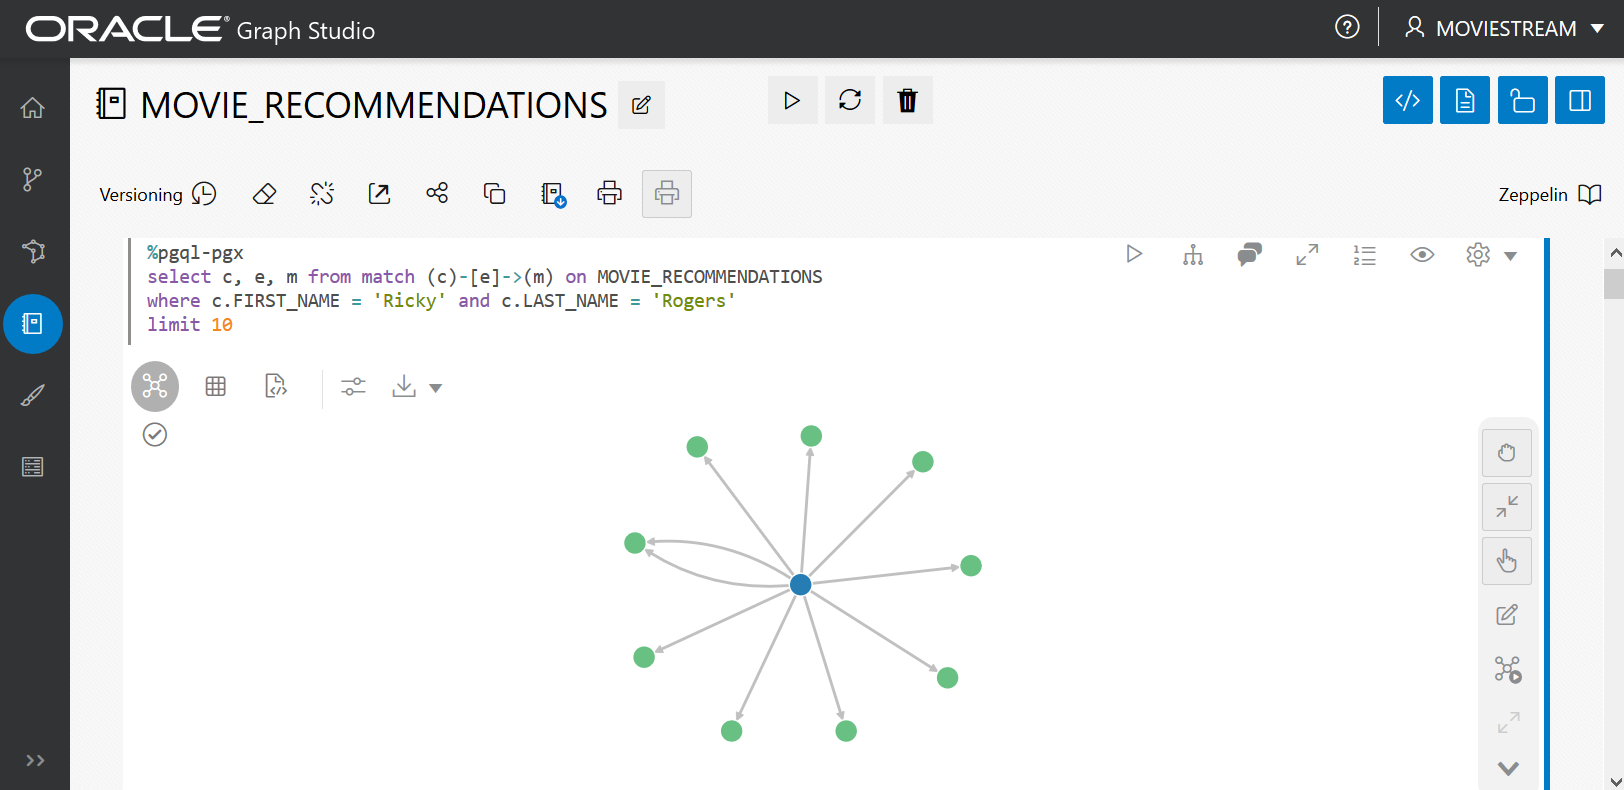 ORACLE® Graph Studio
MOVIESTREAM
MOVIE_RECOMMENDATIONS
Versioning
Zeppelin
%pgql-pgx
select c, e, m from match (c)-[e]->(m) on MOVIE_RECOMMENDATIONS
where c.FIRST_NAME = 'Ricky' and c.LAST_NAME = 'Rogers'
limit 10